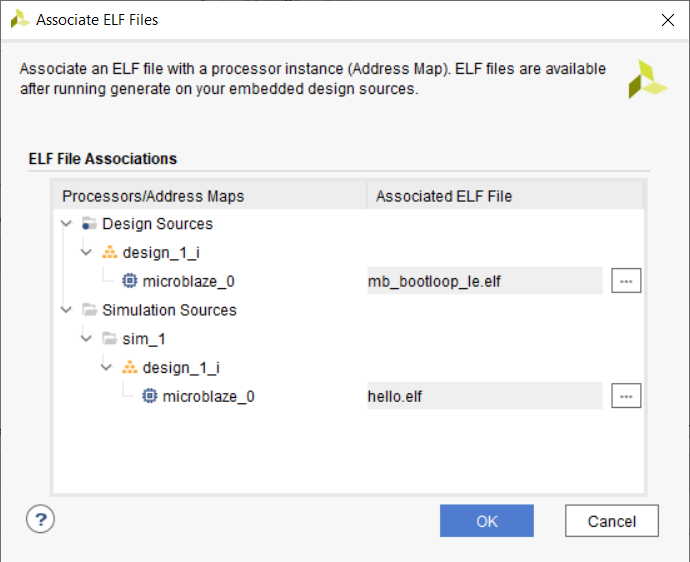 Associate ELF Files
Associate an ELF file with a processor instance (Address Map). ELF files are available
after running generate on your embedded design sources.
ELF File Associations
Processors/Address Maps Associated ELF File
Design Sources
design_1_i
microblaze_0 mb_bootloop_le.elf ...
Simulation Sources
sim_1
design_1_i
microblaze_0 hello.elf ...
? OK Cancel